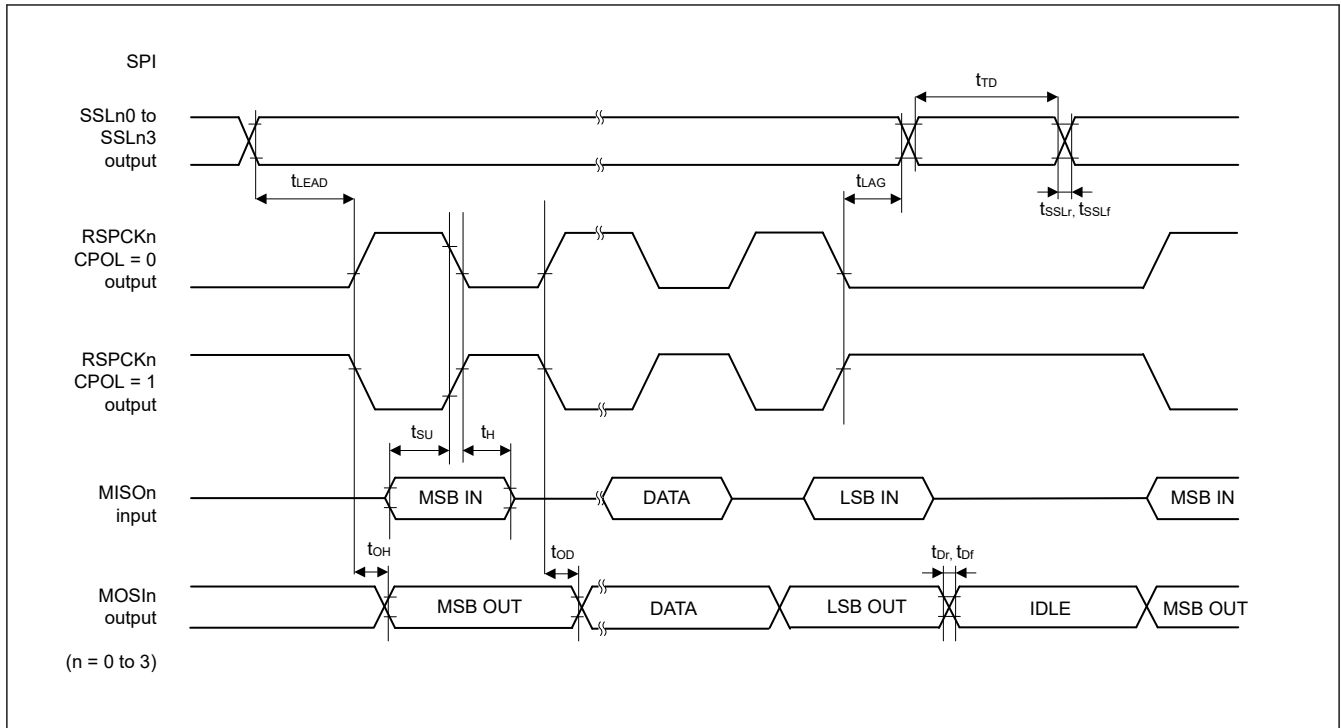 SPI
tTD
SSLn0 to
SSLn3
output
tLEAD
tLAG
tSSLr, tSSLf
RSPCKn
CPOL = 0
output
RSPCKn
CPOL = 1
output
tSU
tH
MISOn
input
MSB IN
DATA
LSB IN
MSB IN
tOH
tOD
tDr, tDf
MOSIn
output
MSB OUT
DATA
LSB OUT
IDLE
MSB OUT
(n = 0 to 3)